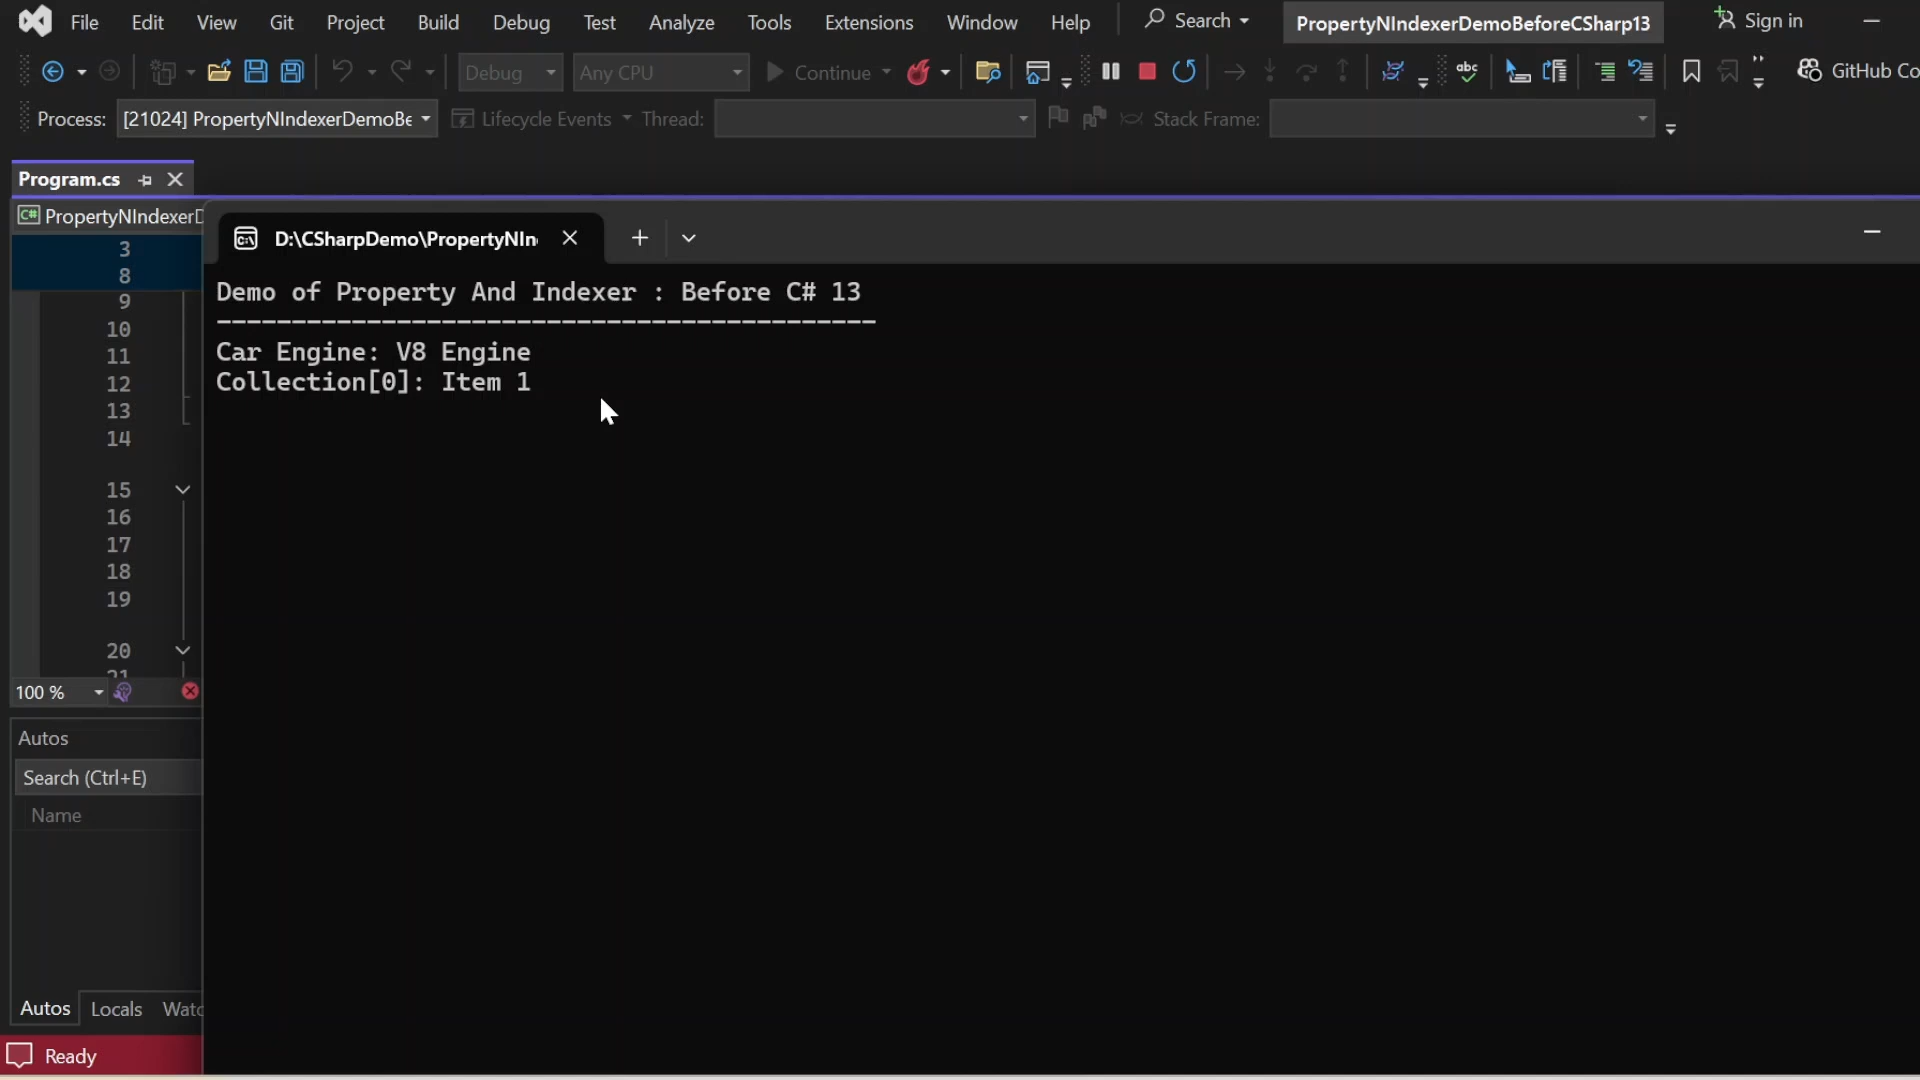 File Edit View Git Project Build Debug Test Analyze Tools Extensions Window Help Search PropertyNIndexerDemoBeforeCSharp13 Sign in
Debug Any CPU Continue abc GitHub Co
Process: [21024] PropertyNIndexerDemoBe Lifecycle Events Thread: Stack Frame:
Program.cs
C# PropertyNIndexerD
D:\CSharpDemo\PropertyNIn
3
8
9
10
11
12
13
14
15
16
17
18
19
20
21
Demo of Property And Indexer : Before C# 13
--------------------------------------------
Car Engine: V8 Engine
Collection[0]: Item 1
100 %
Autos
Search (Ctrl+E)
Name
Autos Locals Watc
Ready